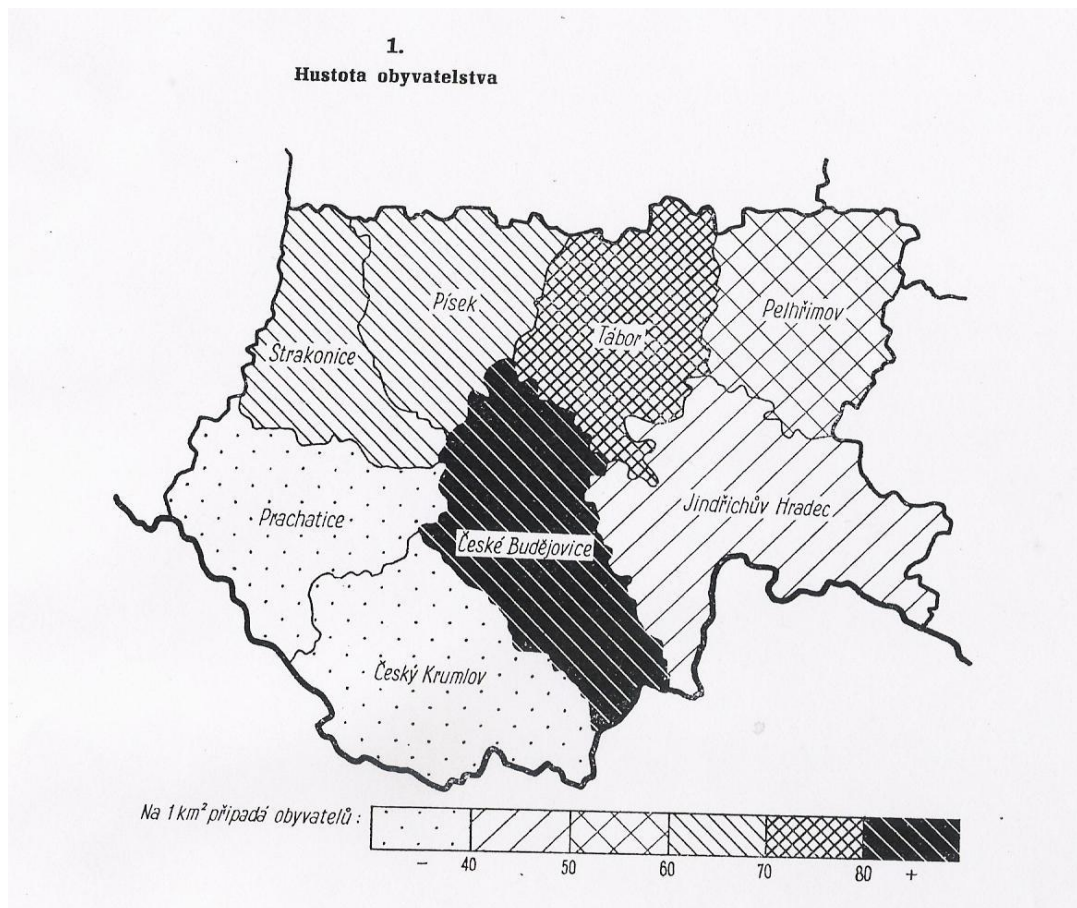 1.
Hustota obyvatelstva
Písek
Pelhřimov
Tábor
Strakonice
Jindřichův Hradec
Prachatice
České Budějovice
Český Krumlov
Na 1 km² připadá obyvatelů :
– 40 50 60 70 80 +